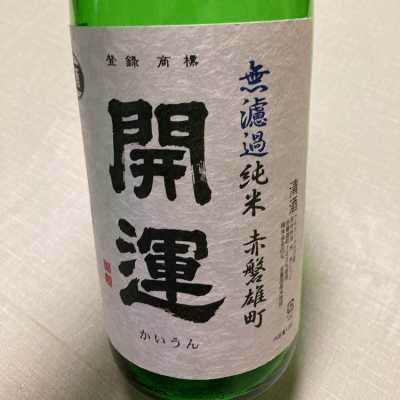 登録 商標
開運
かいうん
無濾過 純米 赤磐雄町
清酒